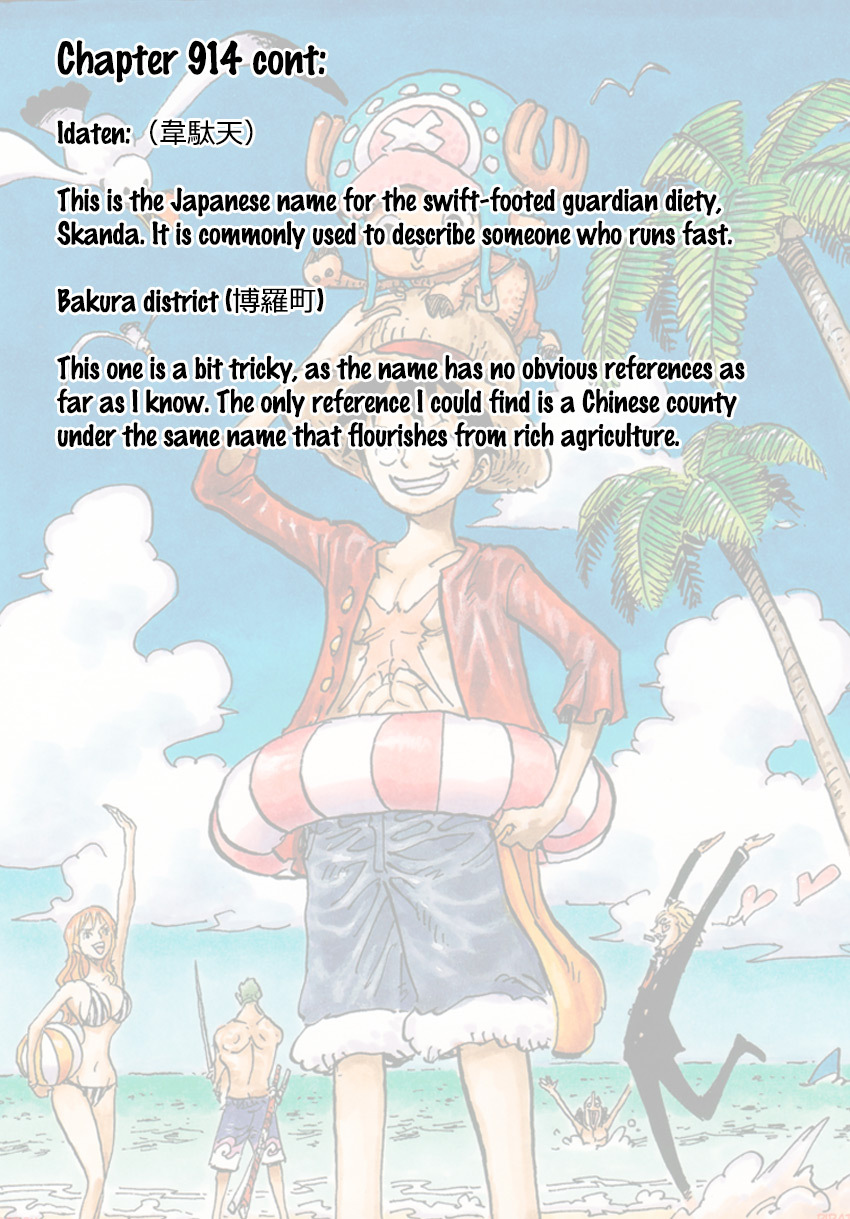 Chapter 914 cont:
Idaten: （韋駄天）
This is the Japanese name for the swift-footed guardian diety,
Skanda. It is commonly used to describe someone who runs fast.
Bakura district (博羅町)
This one is a bit tricky, as the name has no obvious references as
far as I know. The only reference I could find is a Chinese county
under the same name that flourishes from rich agriculture.